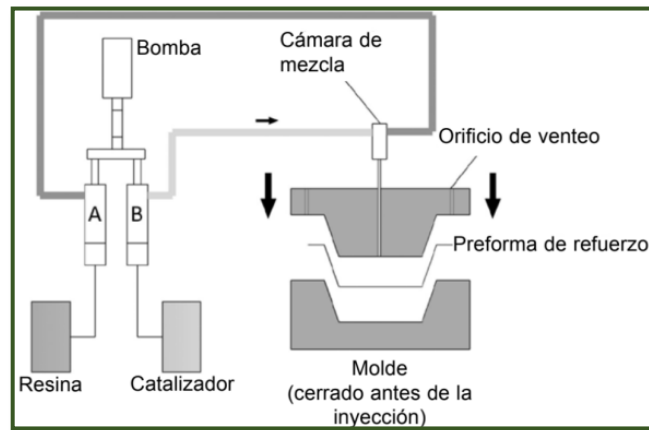 Bomba
Cámara de
mezcla
Orificio de venteo
A
B
Preforma de refuerzo
Resina
Catalizador
Molde
(cerrado antes de la
inyección)